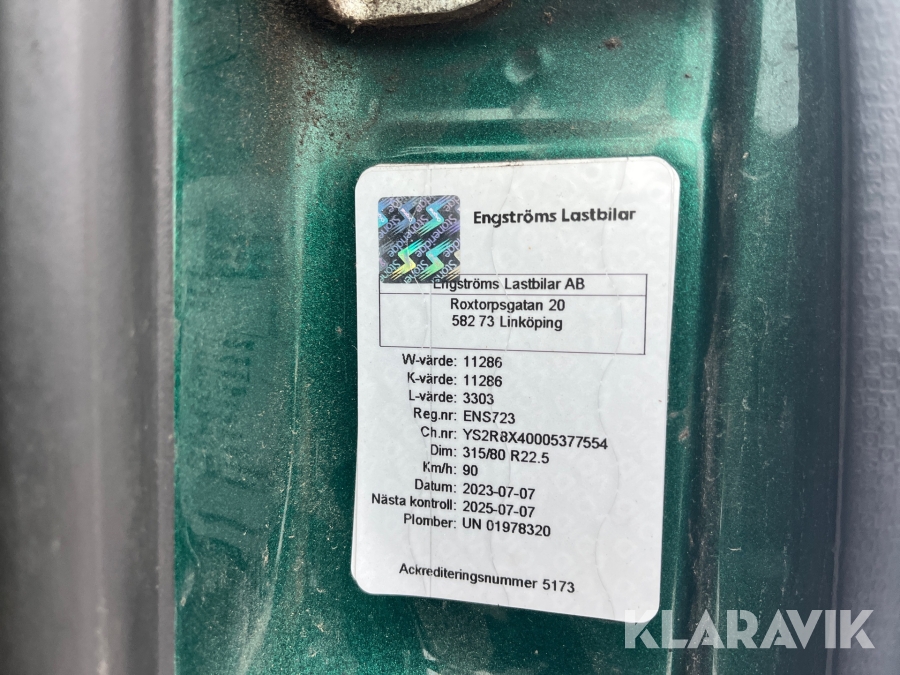 Engströms Lastbilar
Engströms Lastbilar AB
Roxtorpsgatan 20
582 73 Linköping
W-värde: 11286
K-värde: 11286
L-värde: 3303
Reg.nr: ENS723
Ch.nr: YS2R8X40005377554
Dim: 315/80 R22.5
Km/h: 90
Datum: 2023-07-07
Nästa kontroll: 2025-07-07
Plomber: UN 01978320
Ackrediteringsnummer 5173
KLARAVIK